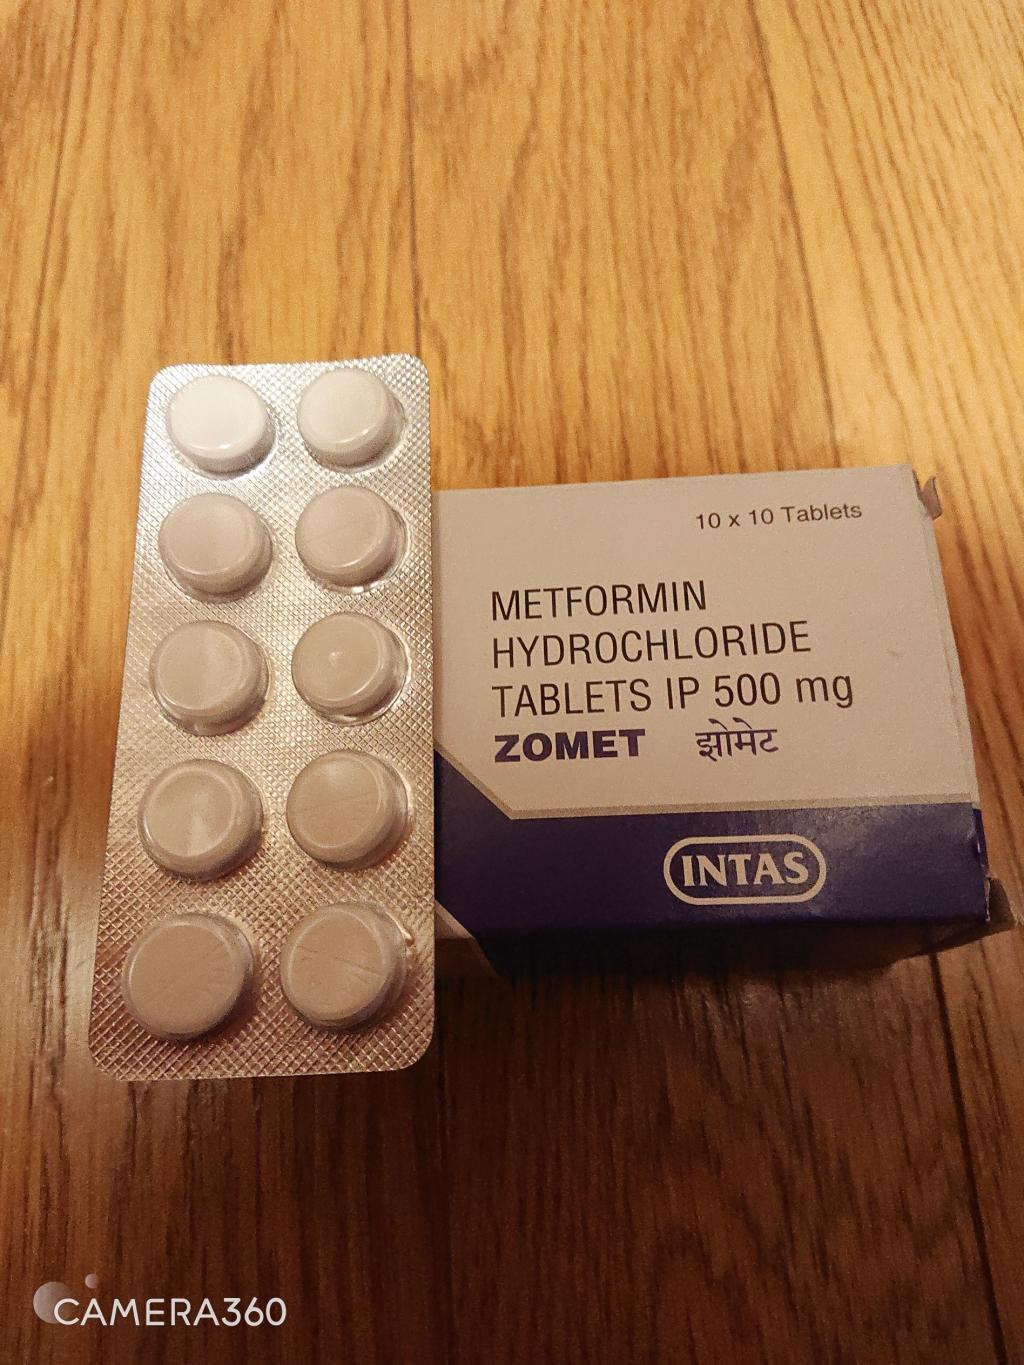 10 x 10 Tablets
METFORMIN
HYDROCHLORIDE
TABLETS IP 500 mg
ZOMET झोमेट
INTAS
CAMERA360